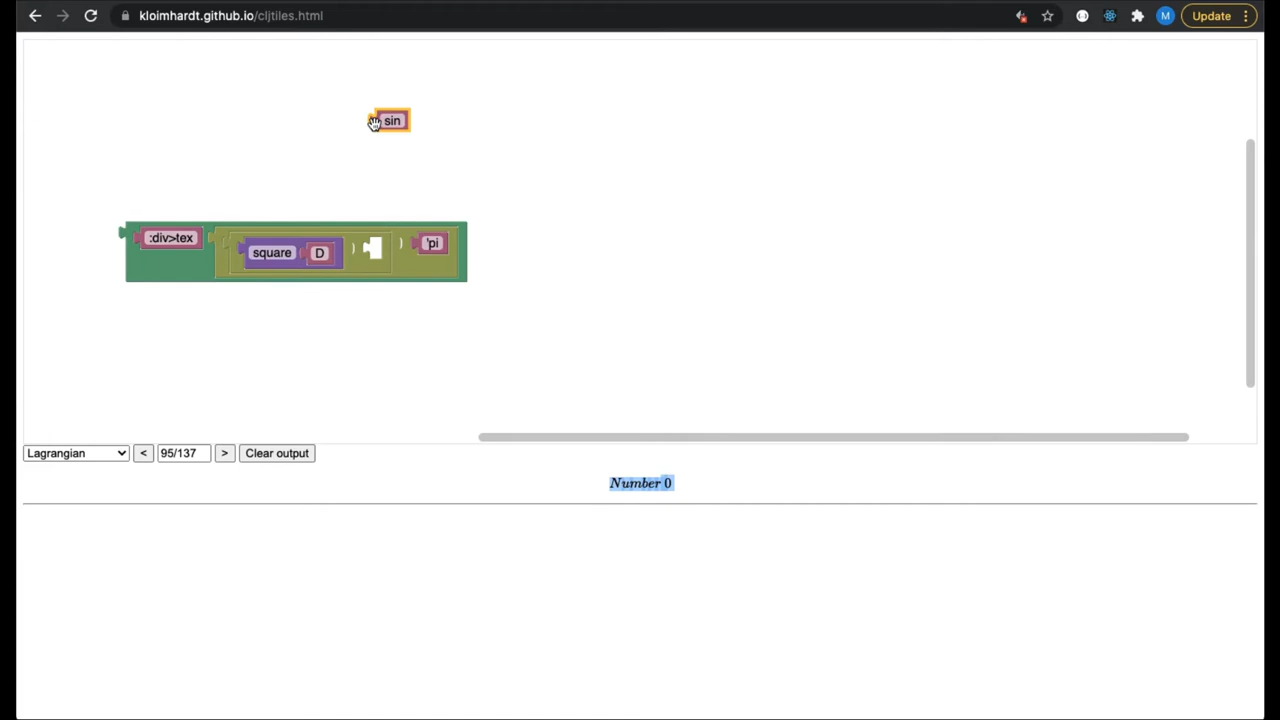 kloimhardt.github.io/cljtiles.html
M
Update
sin
:div>tex
square D ) ) 'pi
Lagrangian < 95/137 > Clear output
Number 0